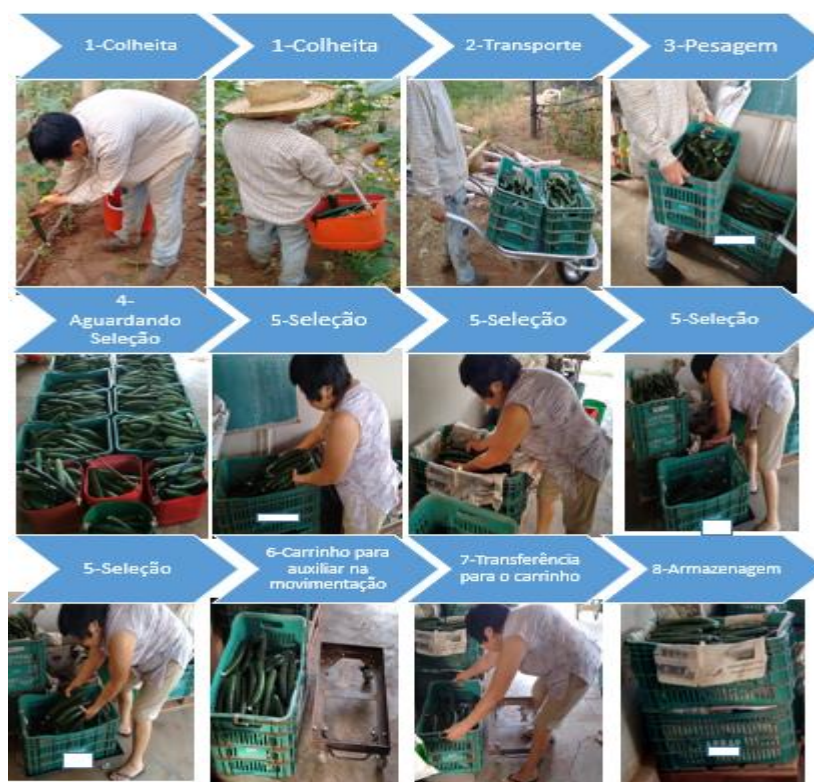 1-Colheita
1-Colheita
2-Transporte
3-Pesagem
4-
Aguardando
Seleção
5-Seleção
5-Seleção
5-Seleção
5-Seleção
6-Carrinho para
auxiliar na
movimentação
7-Transferência
para o carrinho
8-Armazenagem